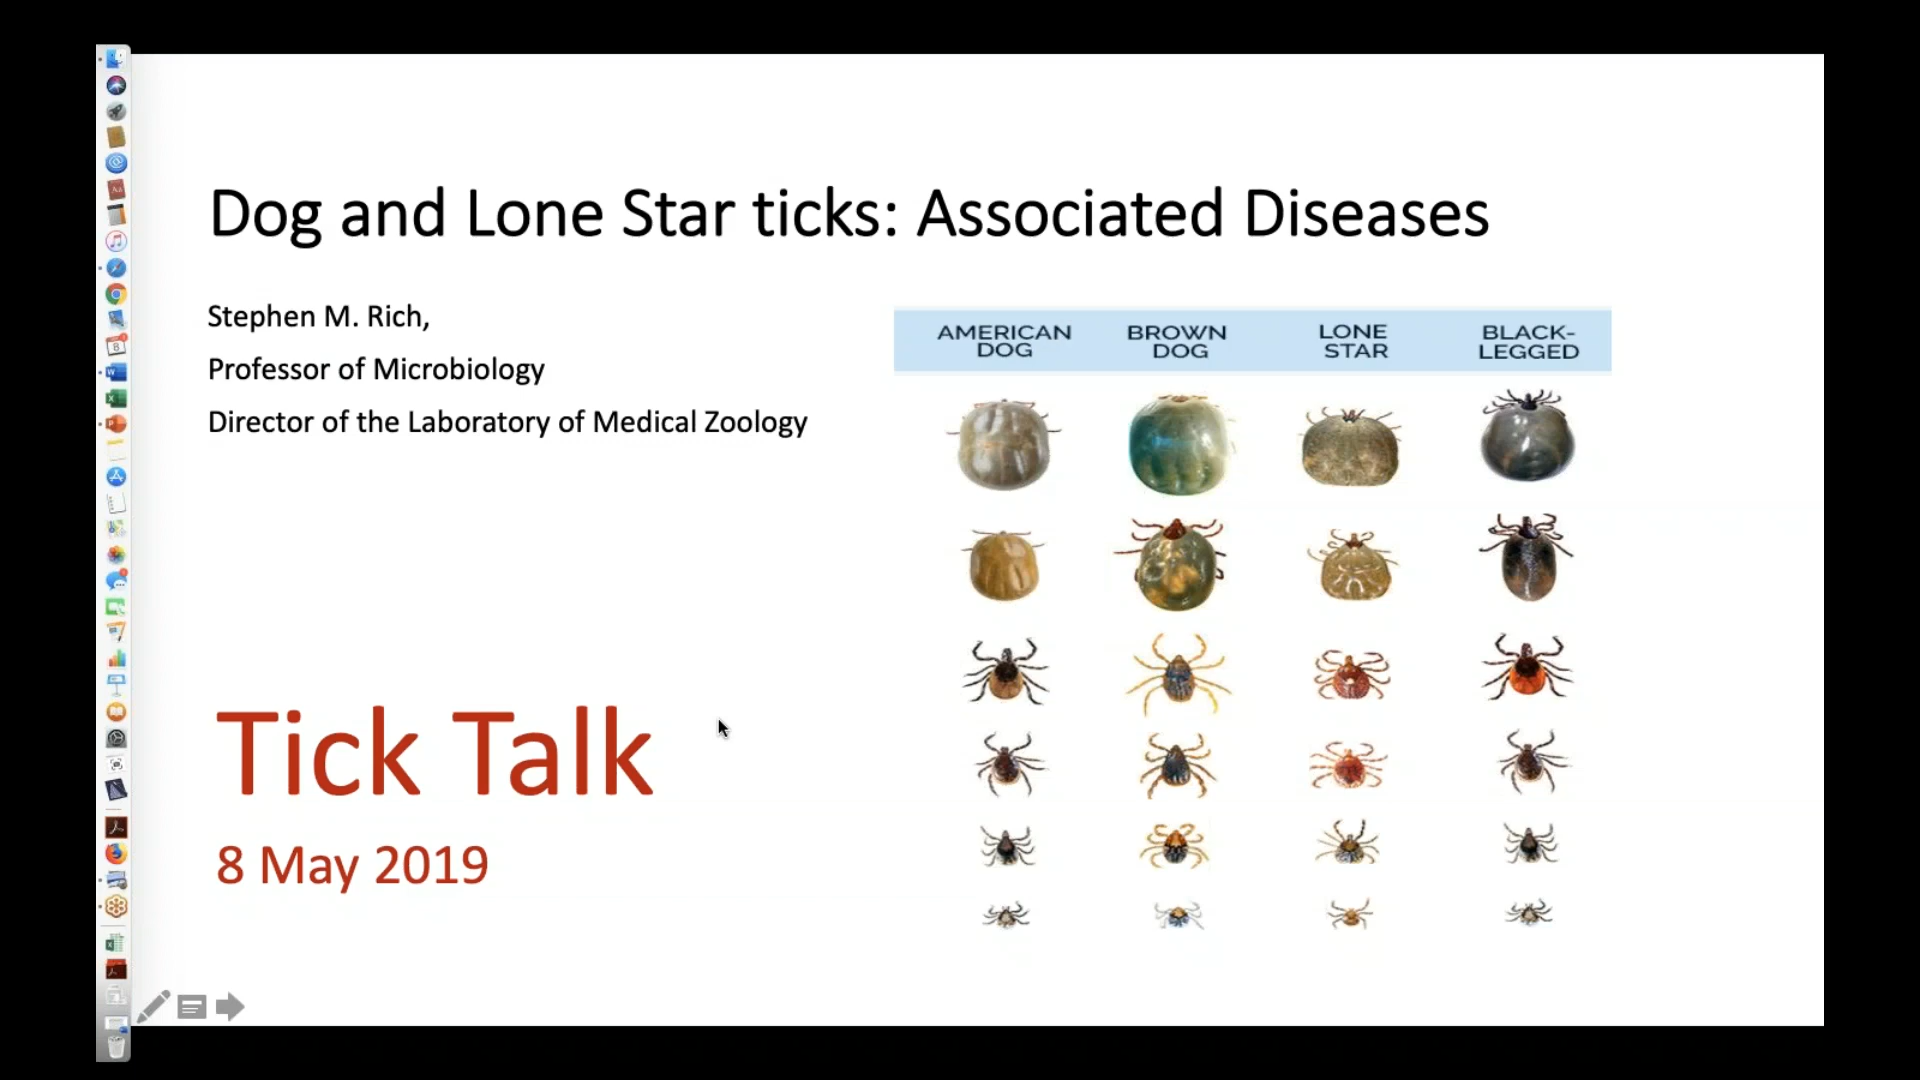 Dog and Lone Star ticks: Associated Diseases
Stephen M. Rich,
Professor of Microbiology
Director of the Laboratory of Medical Zoology
AMERICAN
DOG
BROWN
DOG
LONE
STAR
BLACK-
LEGGED
Tick Talk
8 May 2019